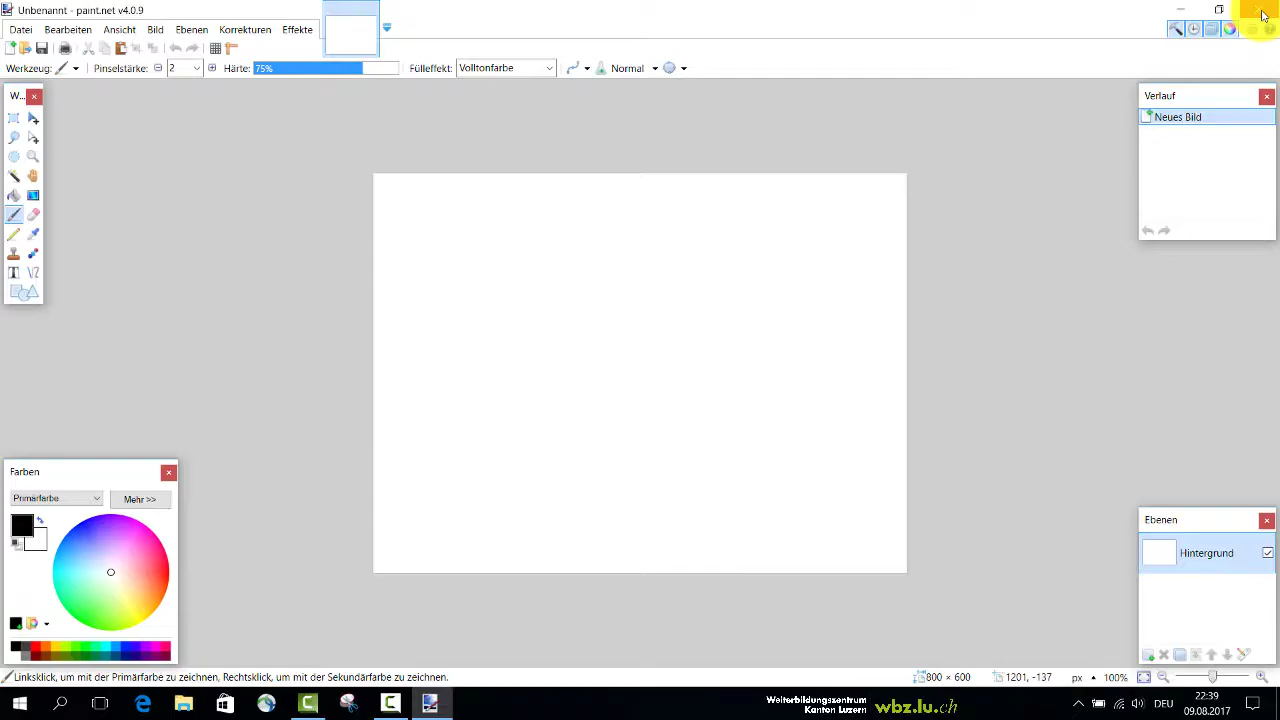 Unbenannt - paint.net v4.0.9
Datei Bearbeiten Ansicht Bild Ebenen Korrekturen Effekte
Werkzeug: Pinselstärke: 2 Härte: 75% Fülleffekt: Volltonfarbe Normal
W...
Verlauf
Neues Bild
Farben
Primärfarbe Mehr >>
Ebenen
Hintergrund
Linksklick, um mit der Primärfarbe zu zeichnen, Rechtsklick, um mit der Sekundärfarbe zu zeichnen.
800 × 600 1201, -137 px 100%
Weiterbildungszentrum
Kanton Luzern
wbz.lu.ch
DEU
22:39
09.08.2017